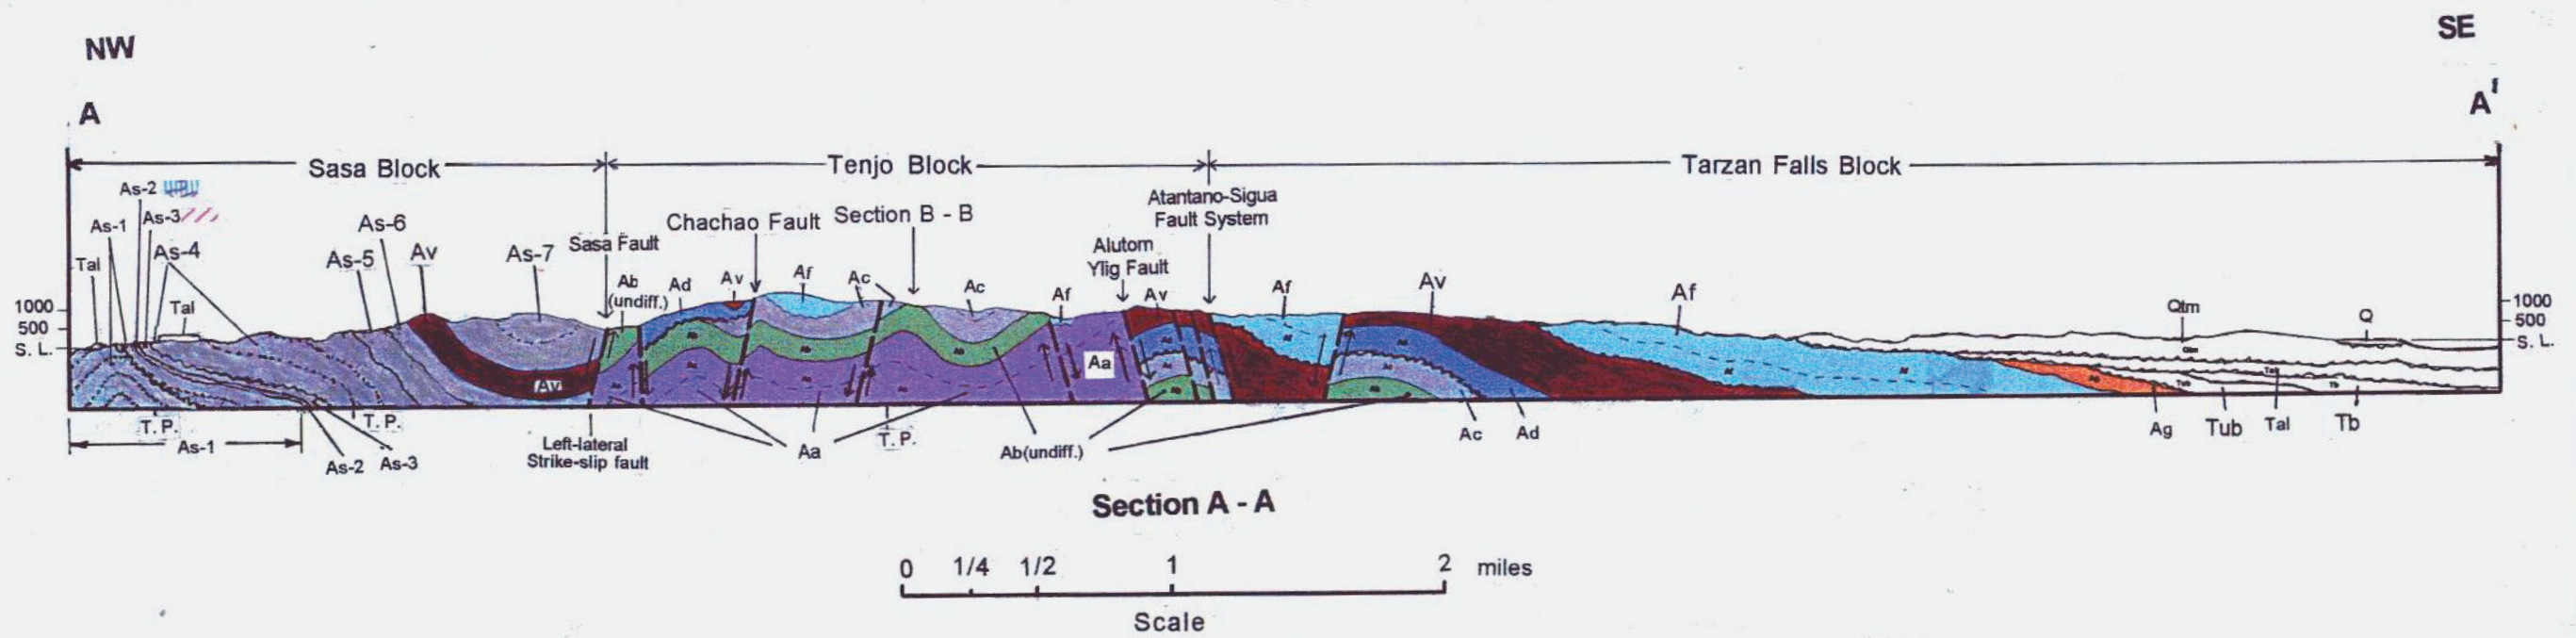 NW
SE
A
A'
Sasa Block
Tenjo Block
Tarzan Falls Block
As-2
As-3
As-1
As-4
Tal
Tal
As-5
As-6
Av
As-7
Sasa Fault
Chachao Fault
Section B - B
Atantano-Sigua
Fault System
Alutom
Ylig Fault
Ab
(undiff.)
Ad
Av
Af
Ac
Ac
Af
Av
Af
Av
Af
Qtm
Q
1000
500
S. L.
1000
500
S. L.
Av
Aa
T. P.
T. P.
As-1
As-2
As-3
Left-lateral
Strike-slip fault
Aa
T. P.
Ab(undiff.)
Ac
Ad
Ag
Tub
Tal
Tb
Section A - A
0 1/4 1/2 1 2 miles
Scale